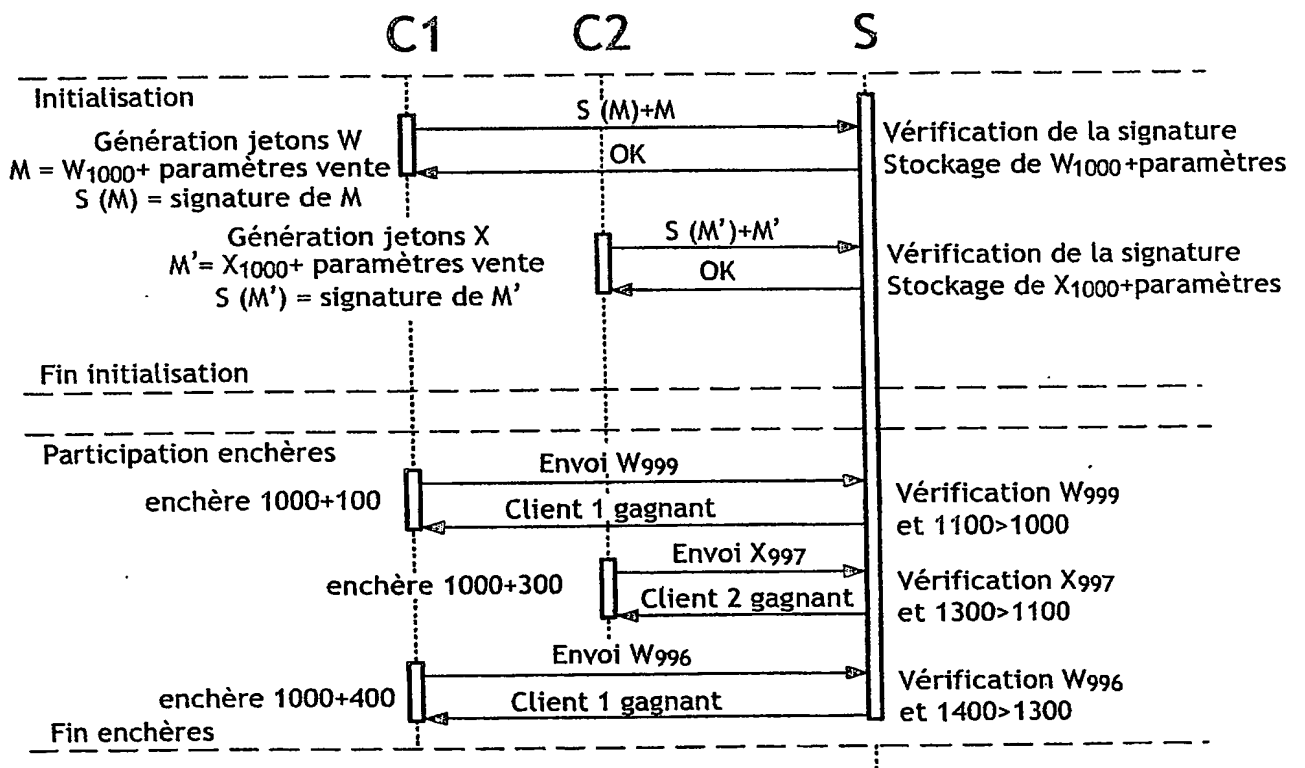 C1 C2 S
Initialisation
S (M)+M
Génération jetons W
M = W1000+ paramètres vente
S (M) = signature de M
OK
Vérification de la signature
Stockage de W1000+paramètres
Génération jetons X
M'= X1000+ paramètres vente
S (M') = signature de M'
S (M')+M'
OK
Vérification de la signature
Stockage de X1000+paramètres
Fin initialisation
Participation enchères
enchère 1000+100
Envoi W999
Client 1 gagnant
Vérification W999
et 1100>1000
enchère 1000+300
Envoi X997
Client 2 gagnant
Vérification X997
et 1300>1100
enchère 1000+400
Envoi W996
Client 1 gagnant
Vérification W996
et 1400>1300
Fin enchères